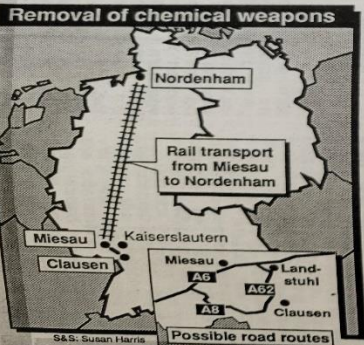 Removal of chemical weapons
Nordenham
Rail transport
from Miesau
to Nordenham
Miesau
Kaiserslautern
Clausen
Miesau
A6
Land-
stuhl
A62
A8
Clausen
S&S: Susan Harris
Possible road routes